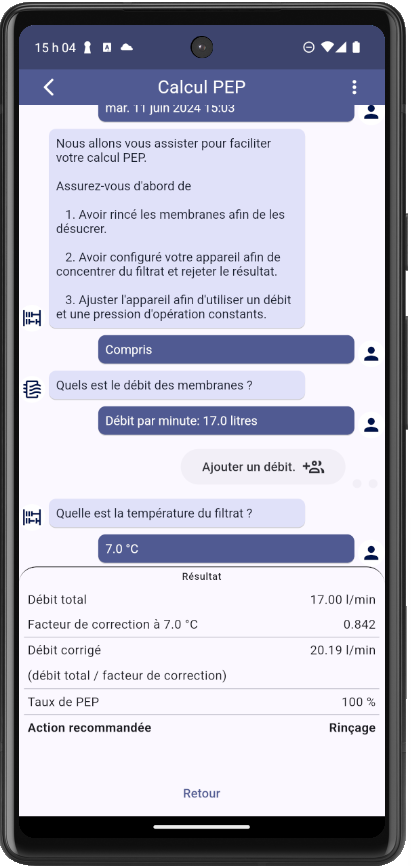 15 h 04
Calcul PEP
mar. 11 juin 2024 15:03
Nous allons vous assister pour faciliter
votre calcul PEP.
Assurez-vous d'abord de
1. Avoir rincé les membranes afin de les
désucrer.
2. Avoir configuré votre appareil afin de
concentrer du filtrat et rejeter le résultat.
3. Ajuster l'appareil afin d'utiliser un débit
et une pression d'opération constants.
Compris
Quels est le débit des membranes ?
Débit par minute: 17.0 litres
Ajouter un débit.
Quelle est la température du filtrat ?
7.0 °C
Résultat
Débit total 17.00 l/min
Facteur de correction à 7.0 °C 0.842
Débit corrigé 20.19 l/min
(débit total / facteur de correction)
Taux de PEP 100 %
Action recommandée Rinçage
Retour